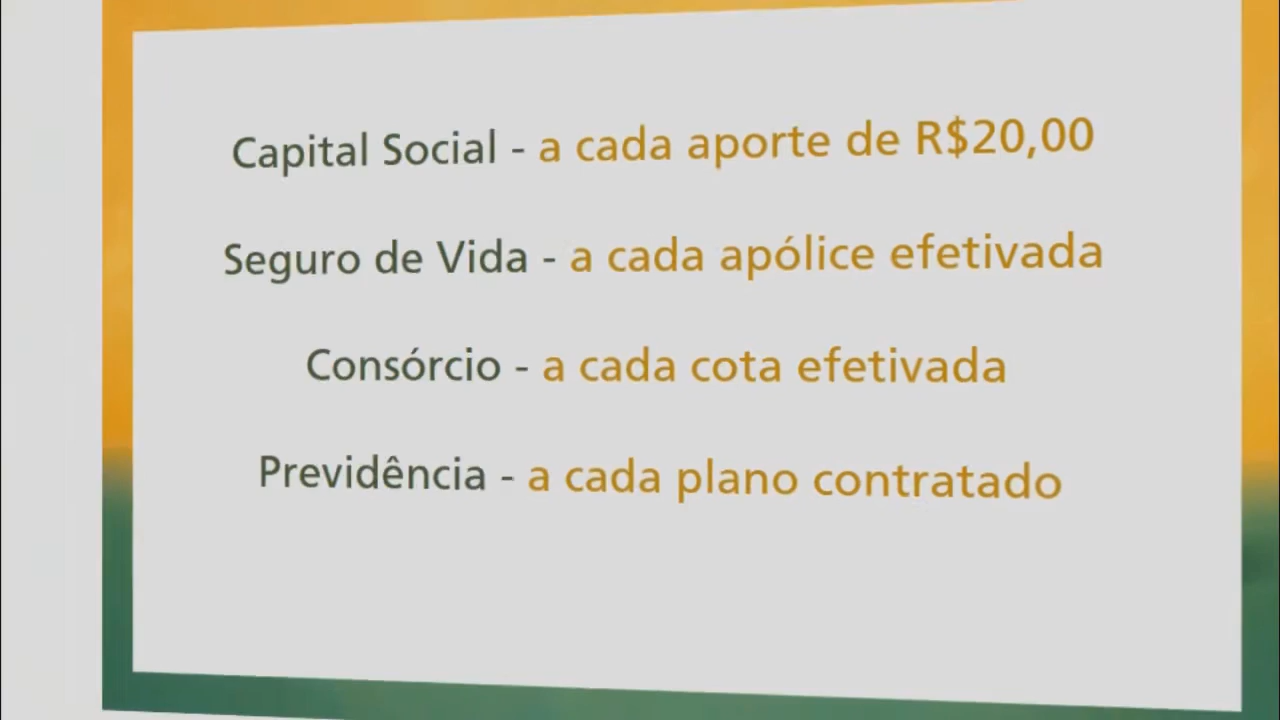 Capital Social - a cada aporte de R$20,00
Seguro de Vida - a cada apólice efetivada
Consórcio - a cada cota efetivada
Previdência - a cada plano contratado